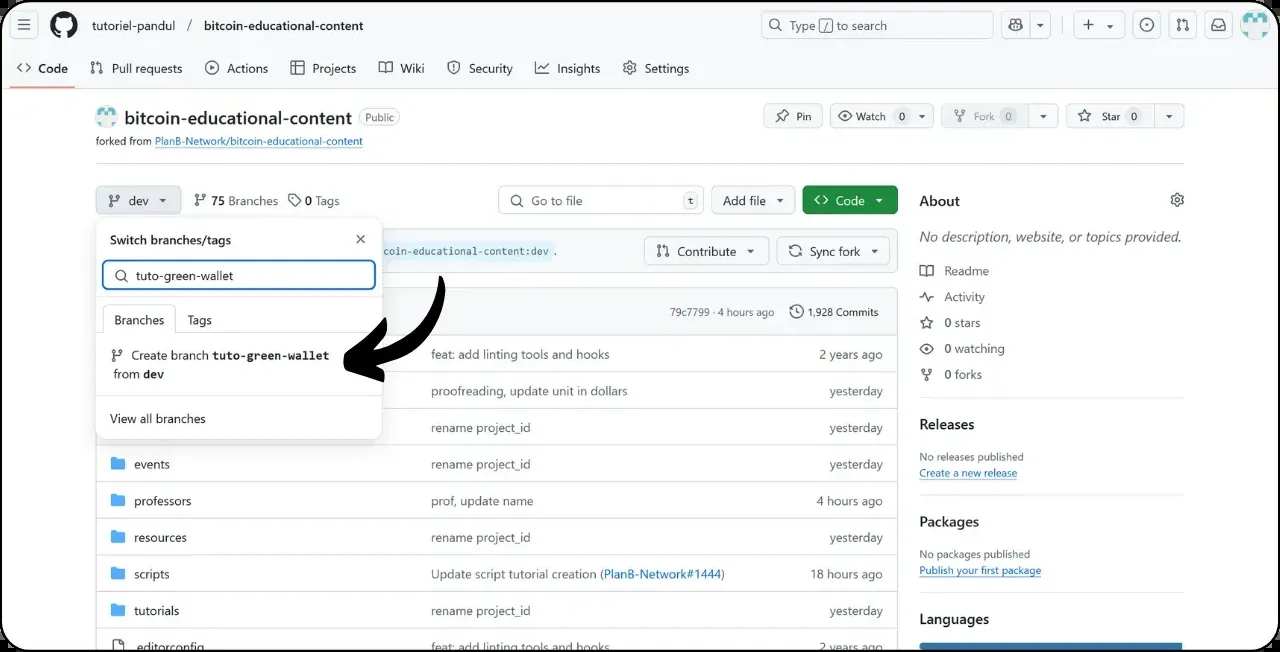 tutoriel-pandul / bitcoin-educational-content
Type / to search
Code Pull requests Actions Projects Wiki Security Insights Settings
bitcoin-educational-content Public
Pin Watch 0 Fork 0 Star 0
forked from PlanB-Network/bitcoin-educational-content
dev 75 Branches 0 Tags
Go to file t Add file Code
Switch branches/tags
tuto-green-wallet
Branches Tags
Create branch tuto-green-wallet
from dev
View all branches
coin-educational-content:dev .
Contribute Sync fork
79c7799 · 4 hours ago 1,928 Commits
feat: add linting tools and hooks 2 years ago
proofreading, update unit in dollars yesterday
rename project_id yesterday
events rename project_id yesterday
professors prof, update name 4 hours ago
resources rename project_id yesterday
scripts Update script tutorial creation (PlanB-Network#1444) 18 hours ago
tutorials rename project_id yesterday
.editorconfig feat: add linting tools and hooks 2 years ago
About
No description, website, or topics provided.
Readme
Activity
0 stars
0 watching
0 forks
Releases
No releases published
Create a new release
Packages
No packages published
Publish your first package
Languages